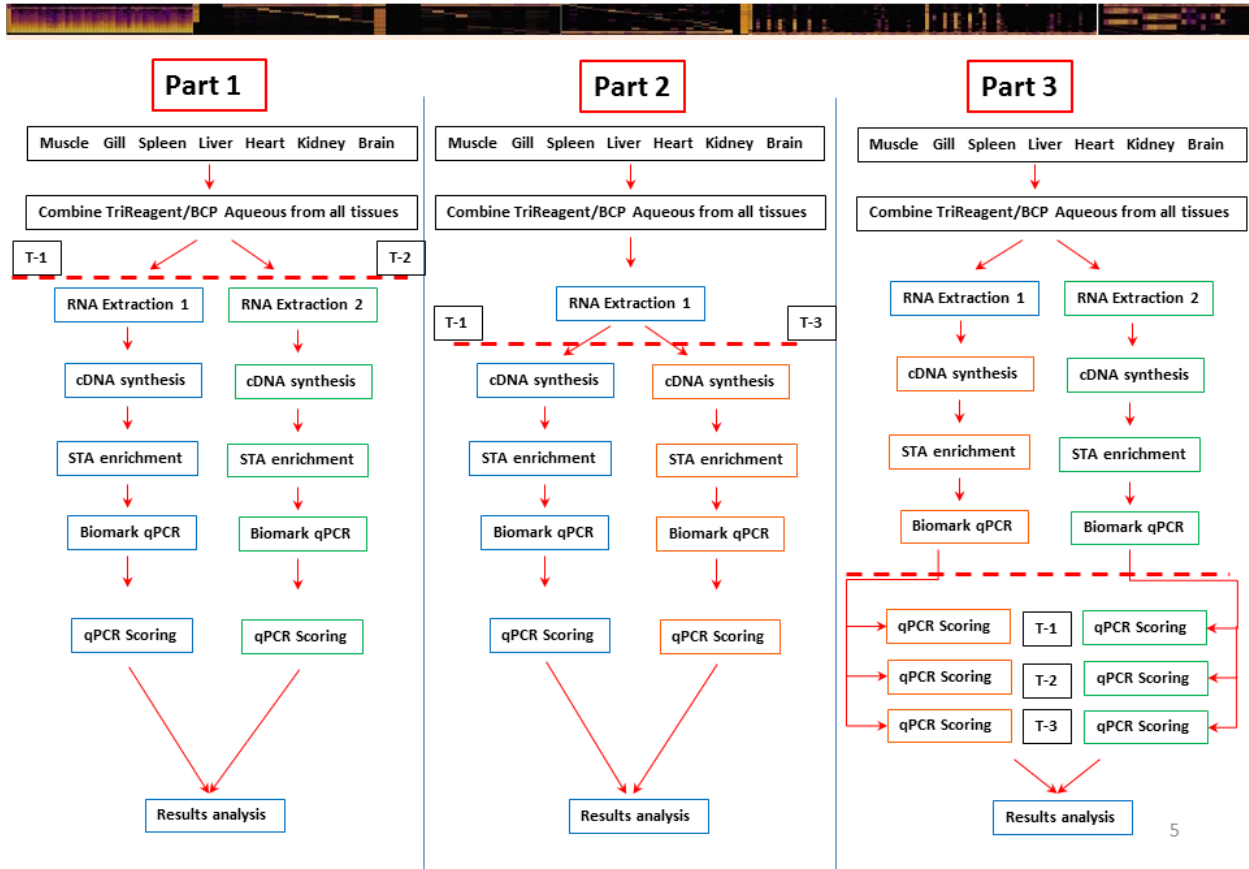 Part 1
Muscle Gill Spleen Liver Heart Kidney Brain
Combine TriReagent/BCP Aqueous from all tissues
T-1
T-2
RNA Extraction 1
RNA Extraction 2
cDNA synthesis
cDNA synthesis
STA enrichment
STA enrichment
Biomark qPCR
Biomark qPCR
qPCR Scoring
qPCR Scoring
Results analysis
Part 2
Muscle Gill Spleen Liver Heart Kidney Brain
Combine TriReagent/BCP Aqueous from all tissues
RNA Extraction 1
T-1
T-3
cDNA synthesis
cDNA synthesis
STA enrichment
STA enrichment
Biomark qPCR
Biomark qPCR
qPCR Scoring
qPCR Scoring
Results analysis
Part 3
Muscle Gill Spleen Liver Heart Kidney Brain
Combine TriReagent/BCP Aqueous from all tissues
RNA Extraction 1
RNA Extraction 2
cDNA synthesis
cDNA synthesis
STA enrichment
STA enrichment
Biomark qPCR
Biomark qPCR
qPCR Scoring
T-1
qPCR Scoring
qPCR Scoring
T-2
qPCR Scoring
qPCR Scoring
T-3
qPCR Scoring
Results analysis
5